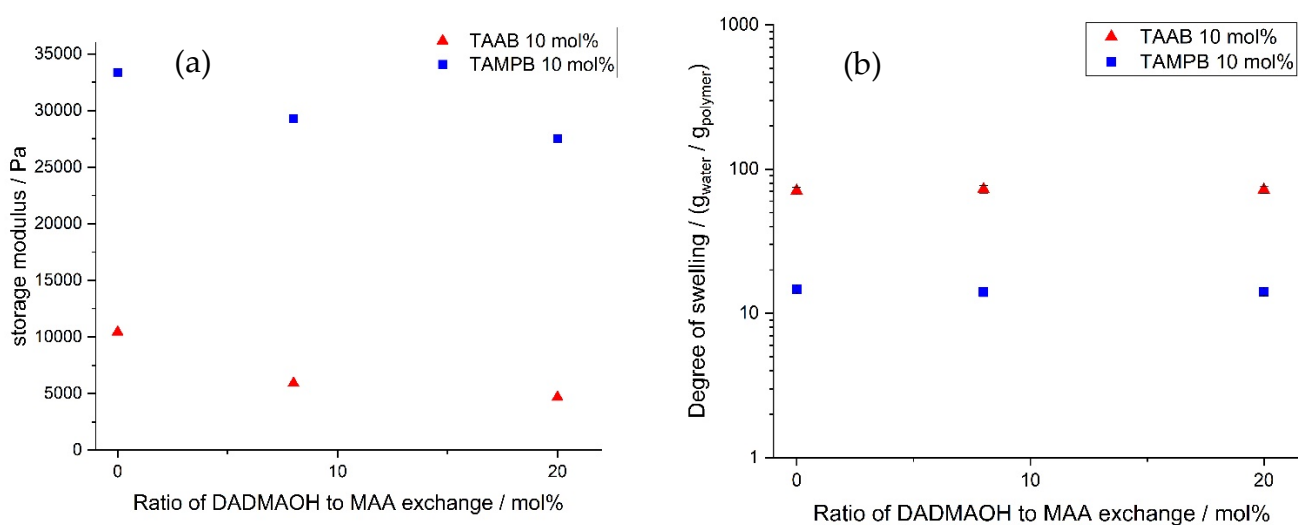 (a)
TAAB 10 mol%
TAMPB 10 mol%
35000
30000
25000
20000
15000
10000
5000
0
storage modulus / Pa
0
10
20
Ratio of DADMAOH to MAA exchange / mol%
(b)
TAAB 10 mol%
TAMPB 10 mol%
1000
100
10
1
Degree of swelling / (g_water / g_polymer)
0
10
20
Ratio of DADMAOH to MAA exchange / mol%